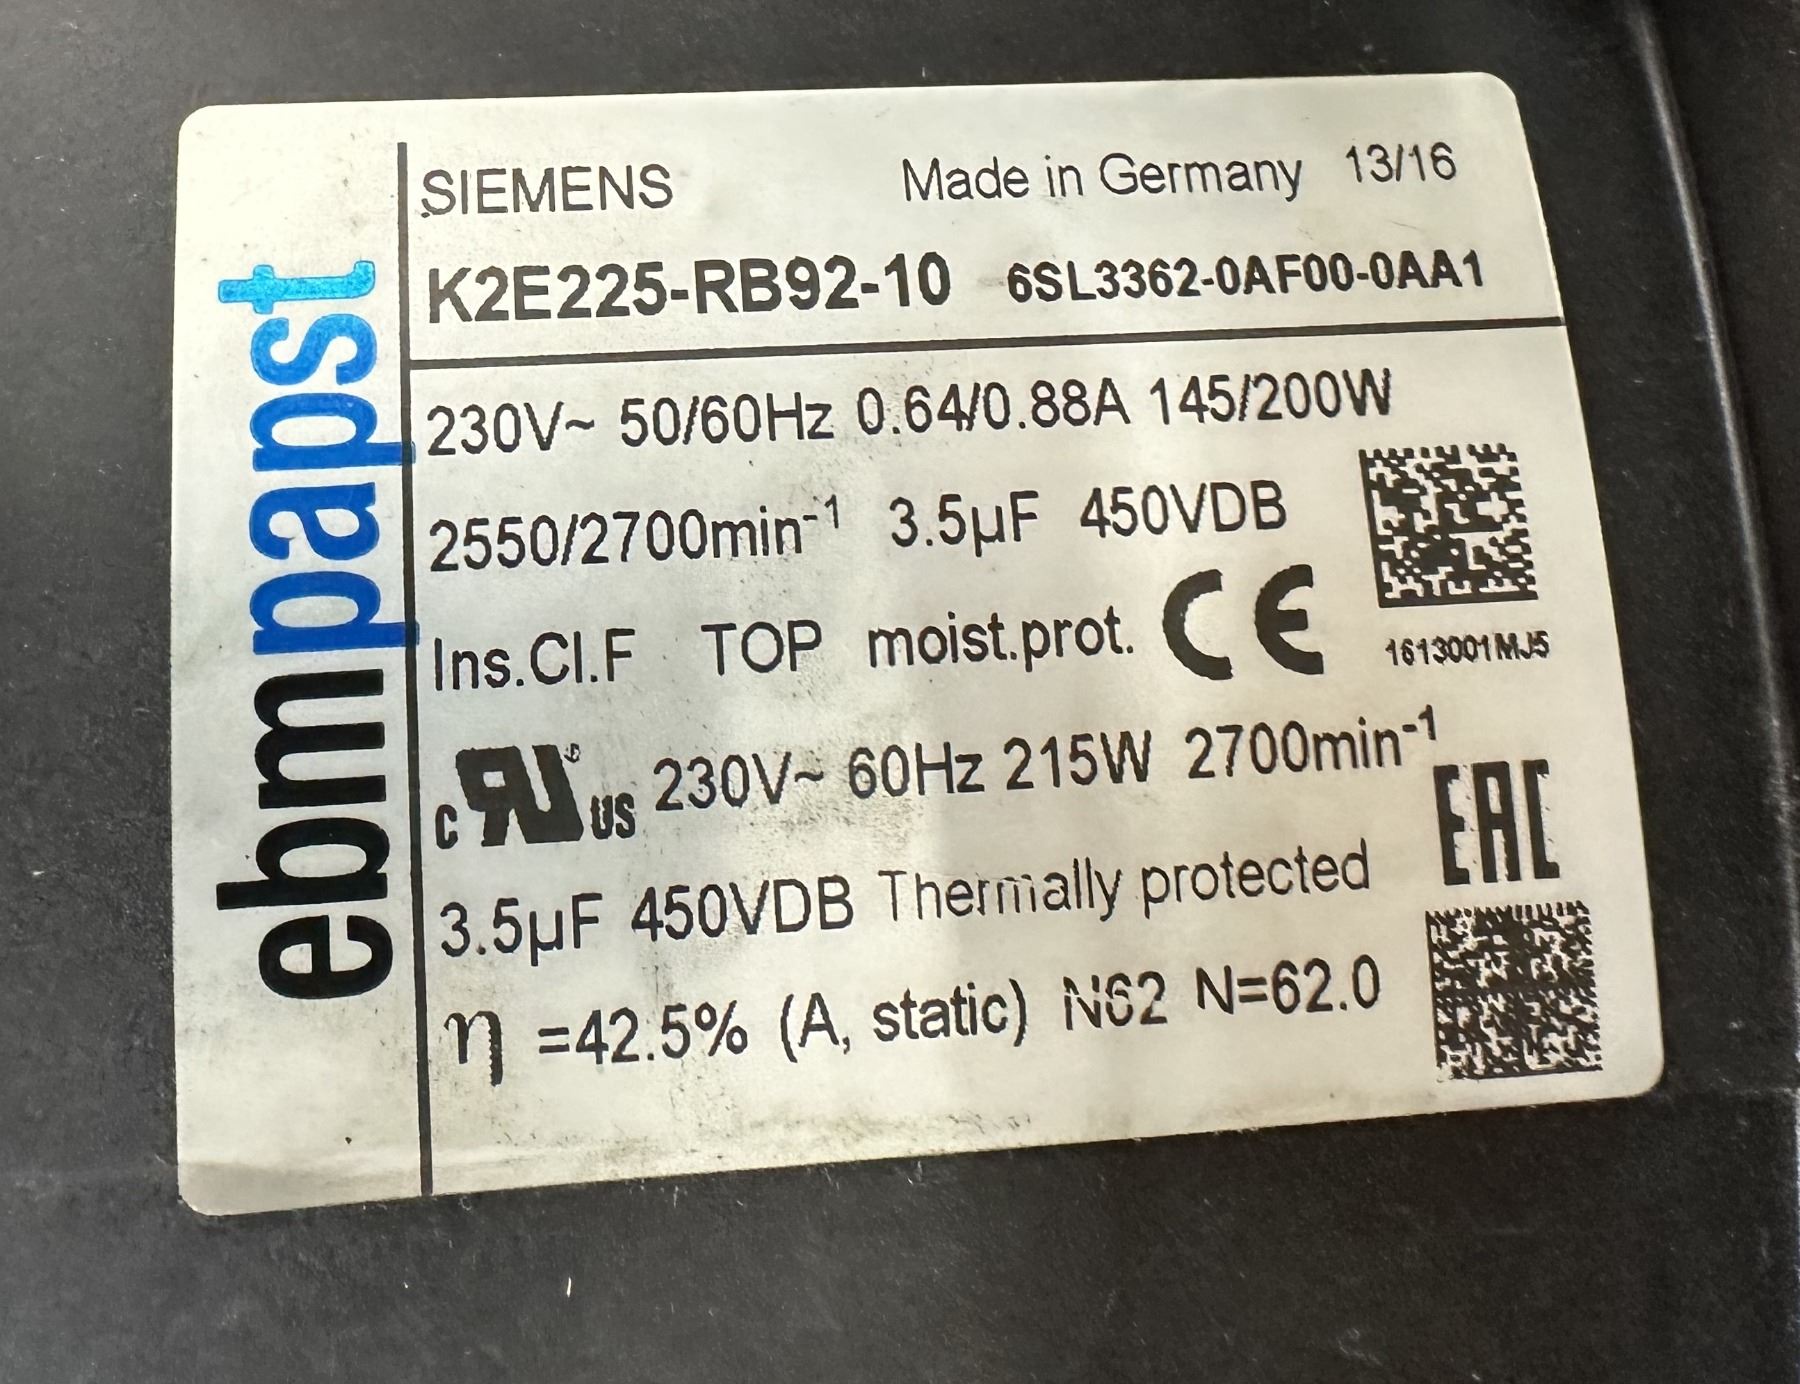 ebmpapst
SIEMENS Made in Germany 13/16
K2E225-RB92-10 6SL3362-0AF00-0AA1
230V~ 50/60Hz 0.64/0.88A 145/200W
2550/2700min⁻¹ 3.5µF 450VDB
Ins.Cl.F TOP moist.prot. CE
1613001MJ5
c RU US 230V~ 60Hz 215W 2700min⁻¹
EAC
3.5µF 450VDB Thermally protected
η =42.5% (A, static) N62 N=62.0